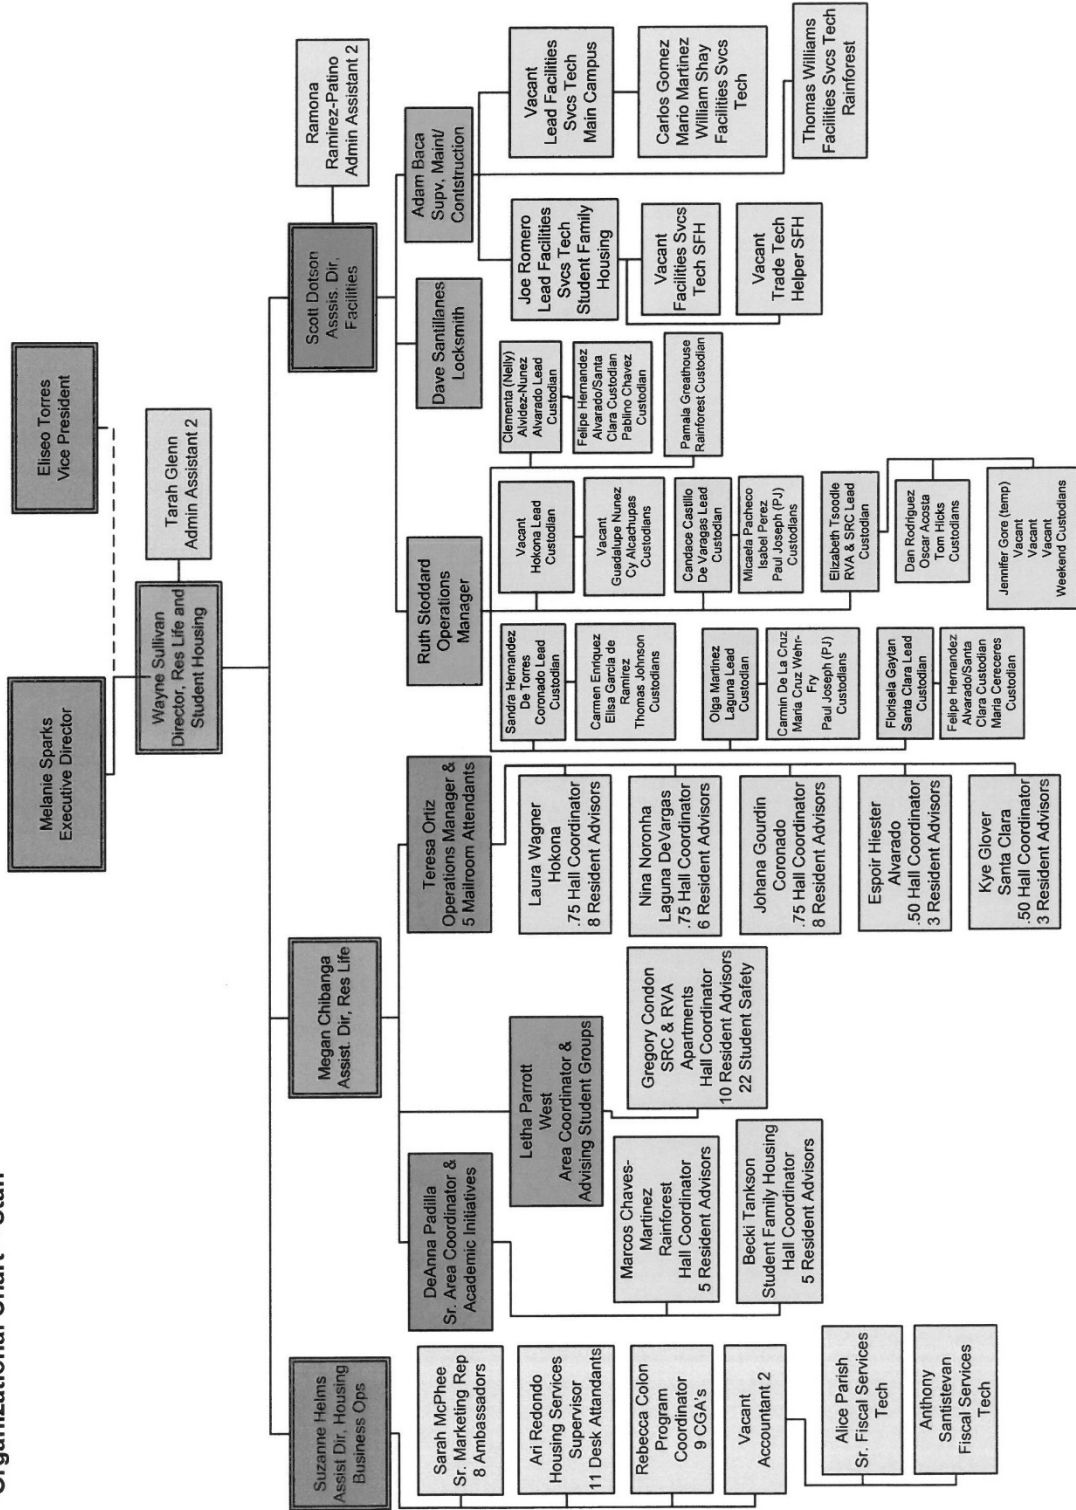 Melanie Sparks
Executive Director
Eliseo Torres
Vice President
Wayne Sullivan
Director, Res Life and
Student Housing
Tarah Glenn
Admin Assistant 2
Suzanne Helms
Assist Dir, Housing
Business Ops
Megan Chibanga
Assist. Dir, Res Life
Scott Dotson
Asssis. Dir,
Facilities
Ramona
Ramirez-Patino
Admin Assistant 2
Sarah McPhee
Sr. Marketing Rep
8 Ambassadors
Ari Redondo
Housing Services
Supervisor
11 Desk Attandants
Rebecca Colon
Program
Coordinator
9 CGA's
Vacant
Accountant 2
Alice Parish
Sr. Fiscal Services
Tech
Anthony
Santistevan
Fiscal Services
Tech
DeAnna Padilla
Sr. Area Coordinator &
Academic Initiatives
Marcos Chaves-
Martinez
Rainforest
Hall Coordinator
5 Resident Advisors
Becki Tankson
Student Family Housing
Hall Coordinator
5 Resident Advisors
Letha Parrott
West
Area Coordinator &
Advising Student Groups
Gregory Condon
SRC & RVA
Apartments
Hall Coordinator
10 Resident Advisors
22 Student Safety
Teresa Ortiz
Operations Manager &
5 Mailroom Attendants
Laura Wagner
Hokona
.75 Hall Coordinator
8 Resident Advisors
Nina Noronha
Laguna DeVargas
.75 Hall Coordinator
6 Resident Advisors
Johana Gourdin
Coronado
.75 Hall Coordinator
8 Resident Advisors
Espoir Hiester
Alvarado
.50 Hall Coordinator
3 Resident Advisors
Kye Glover
Santa Clara
.50 Hall Coordinator
3 Resident Advisors
Ruth Stoddard
Operations
Manager
Sandra Hernandez
De Torres
Coronado Lead
Custodian
Carmen Enriquez
Elisa Garcia de
Ramirez
Thomas Johnson
Custodians
Olga Martinez
Laguna Lead
Custodian
Carmin De La Cruz
Maria Cruz Wehr-
Fry
Paul Joseph (PJ)
Custodians
Florisela Gaytan
Santa Clara Lead
Custodian
Felipe Hernandez
Alvarado/Santa
Clara Custodian
Maria Cereceres
Custodians
Vacant
Hokona Lead
Custodian
Vacant
Guadalupe Nunez
Cy Alcachupas
Custodians
Candace Castillo
De Varagas Lead
Custodian
Micaela Pacheco
Isabel Perez
Paul Joseph (PJ)
Custodians
Elizabeth Tsoodle
RVA & SRC Lead
Custodian
Dan Rodriguez
Oscar Acosta
Tom Hicks
Custodians
Jennifer Gore (temp)
Vacant
Vacant
Weekend Custodians
Clementa (Nelly)
Alvidez-Nunez
Alvarado Lead
Custodian
Felipe Hernandez
Alvarado/Santa
Clara Custodian
Pablino Chavez
Custodian
Pamala Greathouse
Rainforest Custodian
Dave Santillanes
Locksmith
Adam Baca
Supv, Maint/
Contstruction
Joe Romero
Lead Facilities
Svcs Tech
Student Family
Housing
Vacant
Facilities Svcs
Tech SFH
Vacant
Trade Tech
Helper SFH
Vacant
Lead Facilities
Svcs Tech
Main Campus
Carlos Gomez
Mario Martinez
William Shay
Facilities Svcs
Tech
Thomas Williams
Facilities Svcs Tech
Rainforest